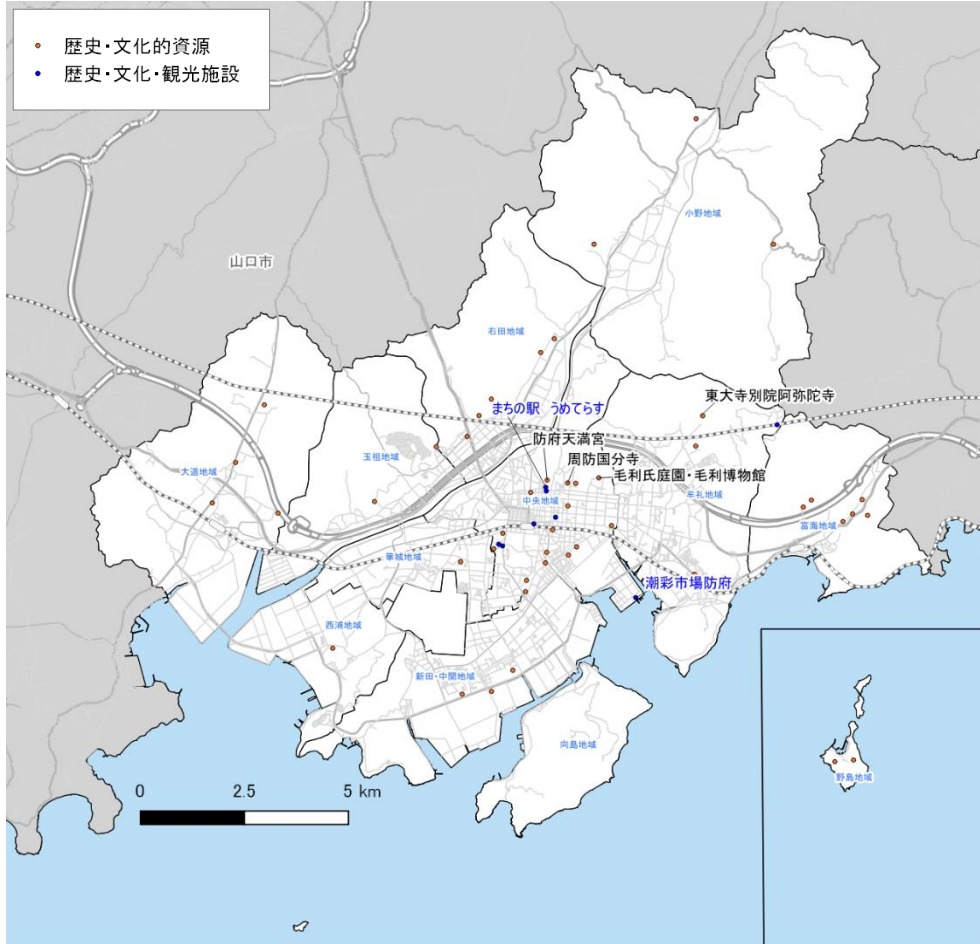 歴史・文化的資源
歴史・文化・観光施設
小野地域
山口市
右田地域
東大寺別院阿弥陀寺
まちの駅 うめてらす
防府天満宮
周防国分寺
毛利氏庭園・毛利博物館
玉祖地域
大道地域
中央地域
牟礼地域
富海地域
華城地域
潮彩市場防府
西浦地域
新田・中関地域
向島地域
野島地域
0 2.5 5 km